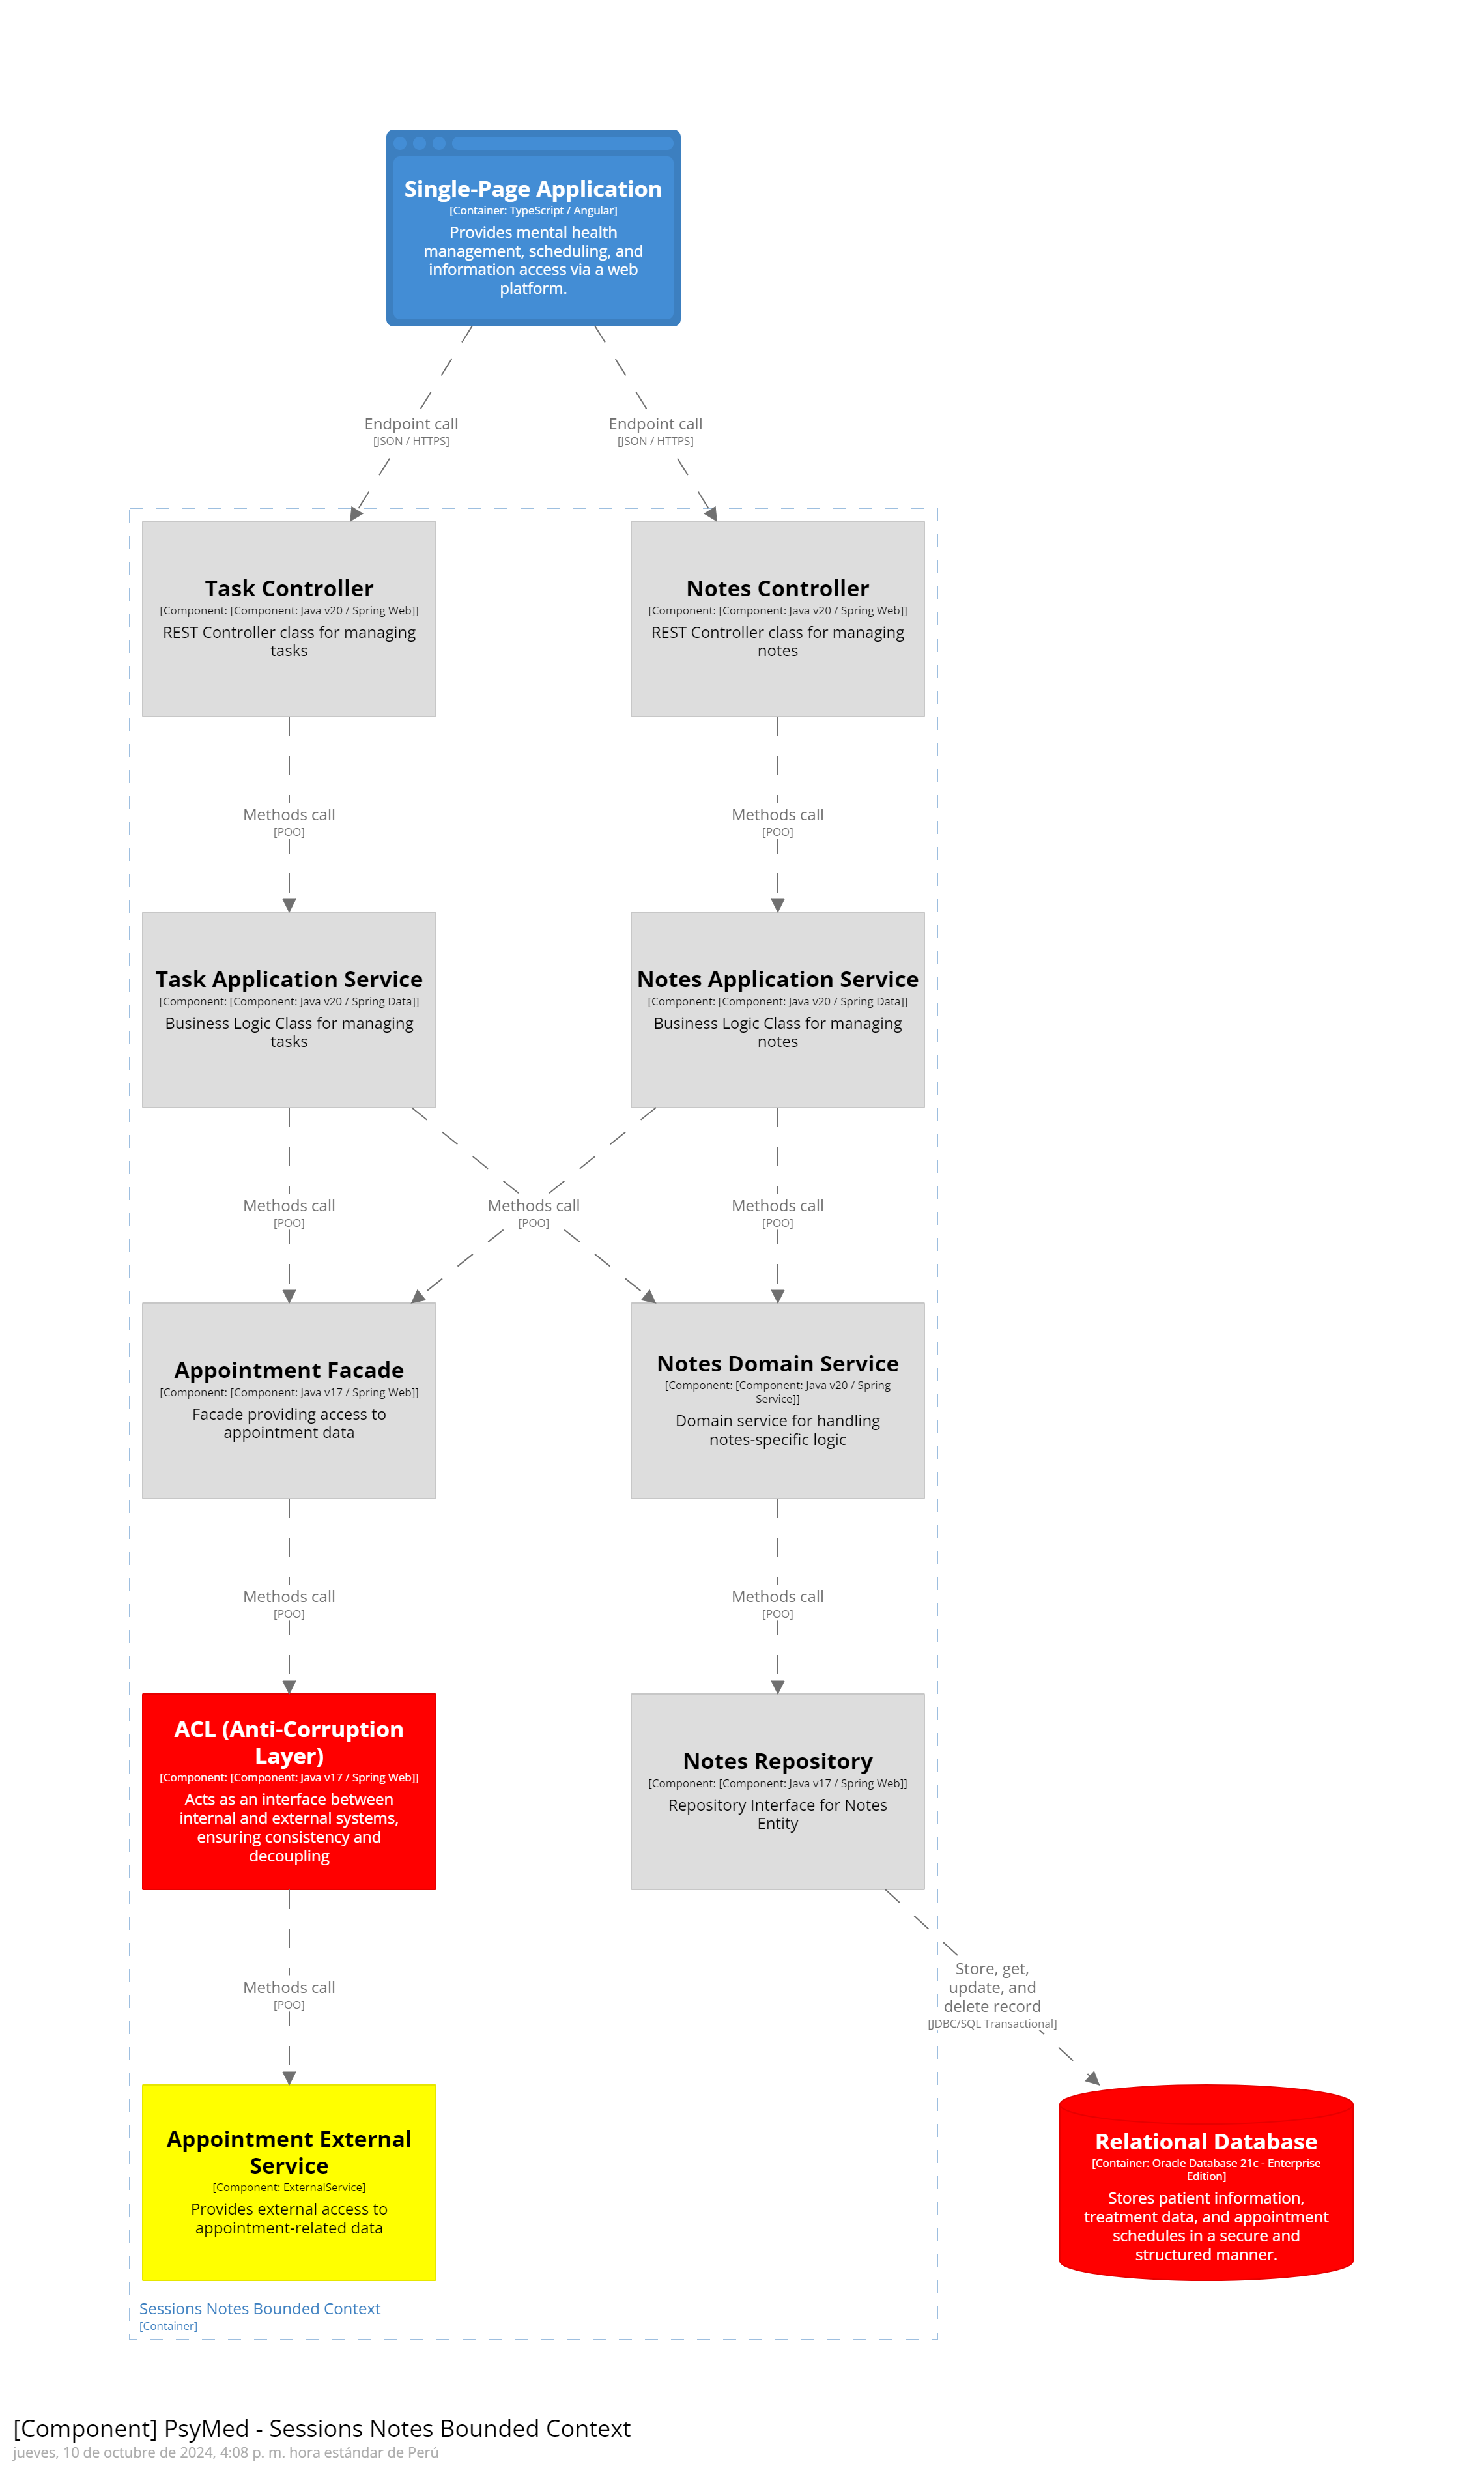 Single-Page Application
[Container: TypeScript / Angular]
Provides mental health
management, scheduling, and
information access via a web
platform.
Endpoint call
[JSON / HTTPS]
Endpoint call
[JSON / HTTPS]
Task Controller
[Component: [Component: Java v20 / Spring Web]]
REST Controller class for managing
tasks
Notes Controller
[Component: [Component: Java v20 / Spring Web]]
REST Controller class for managing
notes
Methods call
[POO]
Methods call
[POO]
Task Application Service
[Component: [Component: Java v20 / Spring Data]]
Business Logic Class for managing
tasks
Notes Application Service
[Component: [Component: Java v20 / Spring Data]]
Business Logic Class for managing
notes
Methods call
[POO]
Methods call
[POO]
Methods call
[POO]
Appointment Facade
[Component: [Component: Java v17 / Spring Web]]
Facade providing access to
appointment data
Notes Domain Service
[Component: [Component: Java v20 / Spring
Service]]
Domain service for handling
notes-specific logic
Methods call
[POO]
Methods call
[POO]
ACL (Anti-Corruption
Layer)
[Component: [Component: Java v17 / Spring Web]]
Acts as an interface between
internal and external systems,
ensuring consistency and
decoupling
Notes Repository
[Component: [Component: Java v17 / Spring Web]]
Repository Interface for Notes
Entity
Methods call
[POO]
Store, get,
update, and
delete record
[JDBC/SQL Transactional]
Appointment External
Service
[Component: ExternalService]
Provides external access to
appointment-related data
Relational Database
[Container: Oracle Database 21c - Enterprise
Edition]
Stores patient information,
treatment data, and appointment
schedules in a secure and
structured manner.
Sessions Notes Bounded Context
[Container]
[Component] PsyMed - Sessions Notes Bounded Context
jueves, 10 de octubre de 2024, 4:08 p. m. hora estándar de Perú